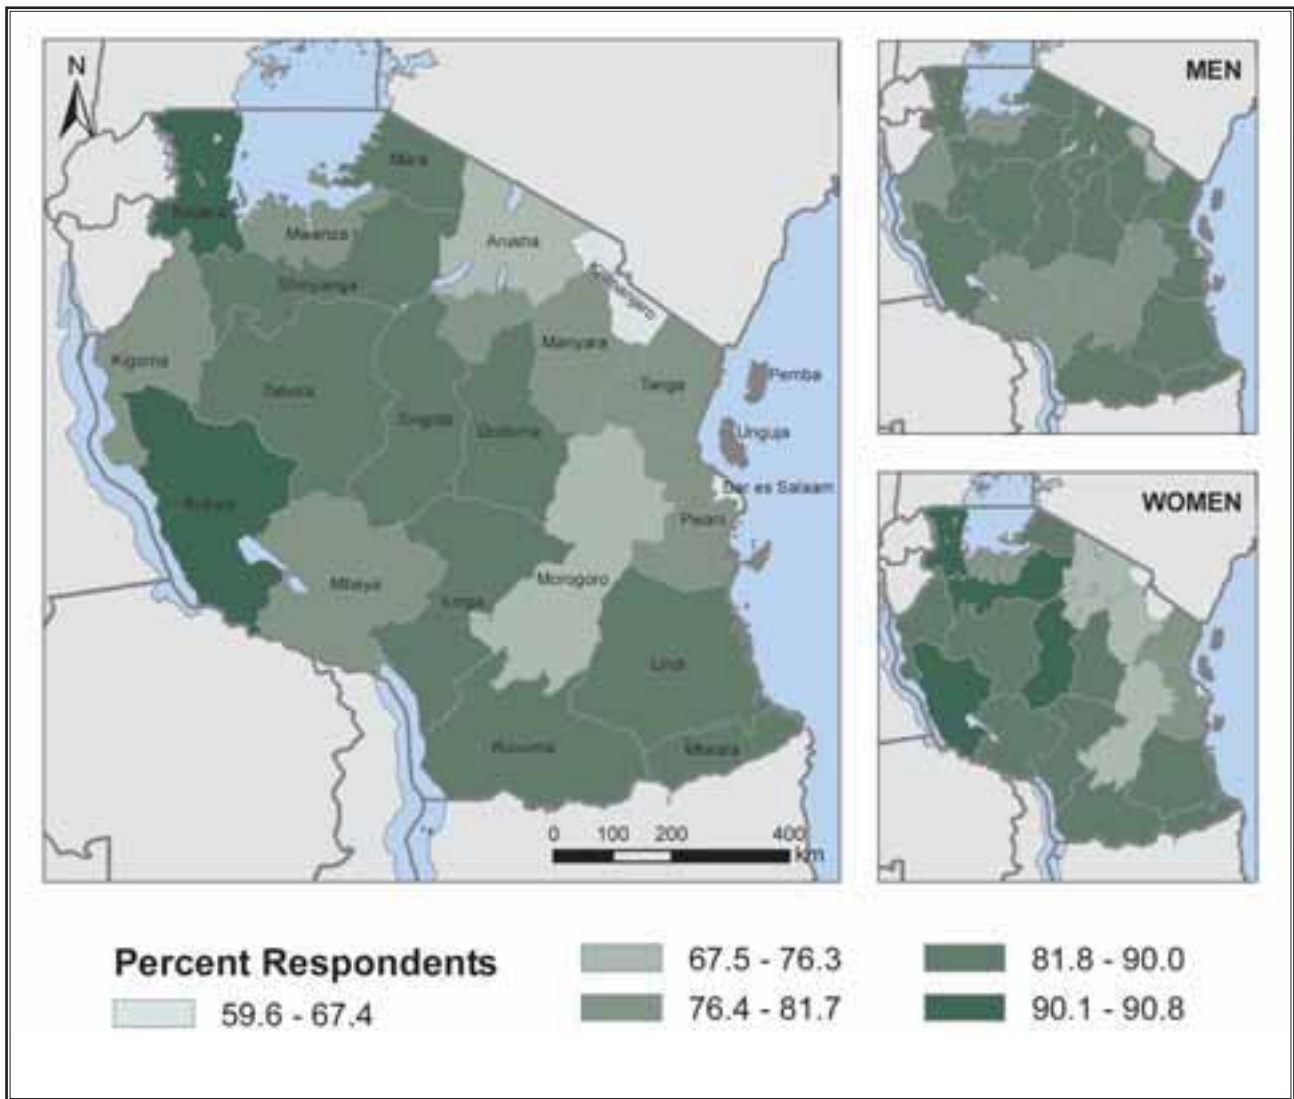 N
Mara
Mwanza
Arusha
Shinyanga
Kilimanjaro
Kigoma
Manyara
Tanga
Pemba
Tabora
Singida
Dodoma
Unguja
Dar es Salaam
Rukwa
Pwani
Mbeya
Morogoro
Iringa
Lindi
Ruvuma
Mtwara
0 100 200 400
km
MEN
WOMEN
Percent Respondents
59.6 - 67.4
67.5 - 76.3
76.4 - 81.7
81.8 - 90.0
90.1 - 90.8